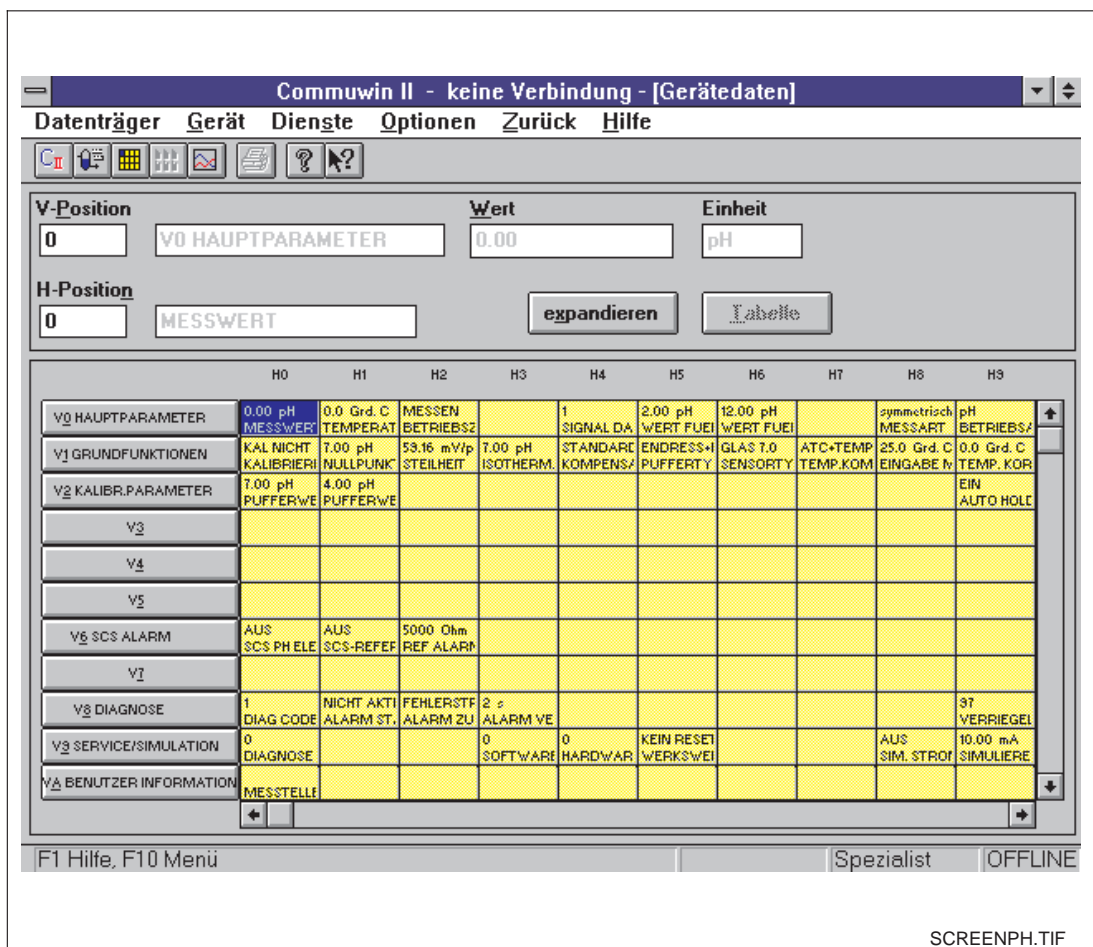 Commuwin II - keine Verbindung - [Gerätedaten]
Datenträger Gerät Dienste Optionen Zurück Hilfe
V-Position Wert Einheit
0 V0 HAUPTPARAMETER 0.00 pH
H-Position
0 MESSWERT expandieren Tabelle
H0 H1 H2 H3 H4 H5 H6 H7 H8 H9
V0 HAUPTPARAMETER 0.00 pH 0.0 Grd. C MESSEN 1 2.00 pH 12.00 pH symmetrisch pH
MESSWERT TEMPERAT BETRIEBSZ SIGNAL DA WERT FUEI WERT FUEI MESSART BETRIEBSA
V1 GRUNDFUNKTIONEN KAL NICHT 7.00 pH 59.16 mV/p 7.00 pH STANDARD ENDRESS+H GLAS 7.0 ATC+TEMP 25.0 Grd. C 0.0 Grd. C
KALIBRIERI NULLPUNK STEILHEIT ISOTHERM. KOMPENSA PUFFERTY SENSORTY TEMP.KOM EINGABE M TEMP. KOR
V2 KALIBR.PARAMETER 7.00 pH 4.00 pH EIN
PUFFERWE PUFFERWE AUTO HOLD
V3
V4
V5
V6 SCS ALARM AUS AUS 5000 Ohm
SCS PH ELE SCS-REFER REF ALARM
V7
V8 DIAGNOSE 1 NICHT AKTI FEHLERSTR 2 s 97
DIAG CODE ALARM ST. ALARM ZU ALARM VE VERRIEGEL
V9 SERVICE/SIMULATION 0 0 0 KEIN RESET AUS 10.00 mA
DIAGNOSE SOFTWARE HARDWAR WERKSWEI SIM. STROM SIMULIERE
VA BENUTZER INFORMATION
MESSTELLE
F1 Hilfe, F10 Menü Spezialist OFFLINE
SCREENPH.TIF